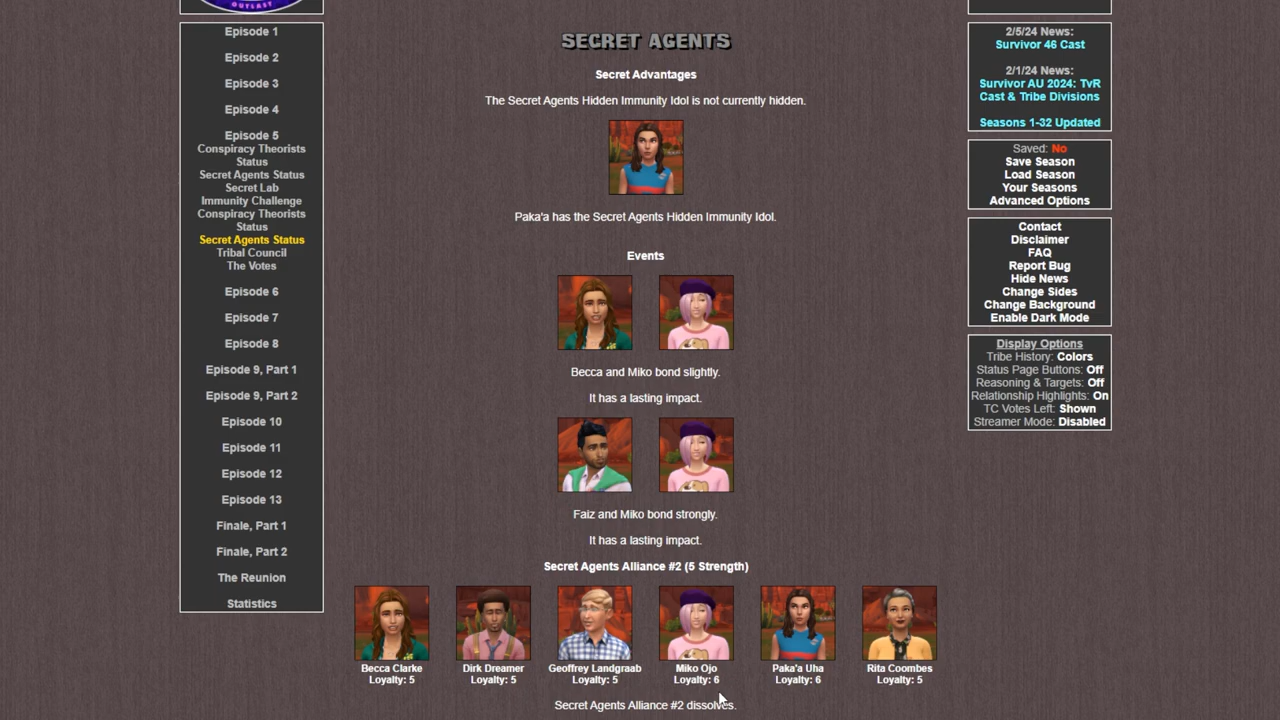 OUTLAST
Episode 1
Episode 2
Episode 3
Episode 4
Episode 5
Conspiracy Theorists
Status
Secret Agents Status
Secret Lab
Immunity Challenge
Conspiracy Theorists
Status
Secret Agents Status
Tribal Council
The Votes
Episode 6
Episode 7
Episode 8
Episode 9, Part 1
Episode 9, Part 2
Episode 10
Episode 11
Episode 12
Episode 13
Finale, Part 1
Finale, Part 2
The Reunion
Statistics
SECRET AGENTS
Secret Advantages
The Secret Agents Hidden Immunity Idol is not currently hidden.
Paka'a has the Secret Agents Hidden Immunity Idol.
Events
Becca and Miko bond slightly.
It has a lasting impact.
Faiz and Miko bond strongly.
It has a lasting impact.
Secret Agents Alliance #2 (5 Strength)
Becca Clarke
Loyalty: 5
Dirk Dreamer
Loyalty: 5
Geoffrey Landgraab
Loyalty: 5
Miko Ojo
Loyalty: 6
Paka'a Uha
Loyalty: 6
Rita Coombes
Loyalty: 5
Secret Agents Alliance #2 dissolves.
2/5/24 News:
Survivor 46 Cast
2/1/24 News:
Survivor AU 2024: TvR
Cast & Tribe Divisions
Seasons 1-32 Updated
Saved: No
Save Season
Load Season
Your Seasons
Advanced Options
Contact
Disclaimer
FAQ
Report Bug
Hide News
Change Sides
Change Background
Enable Dark Mode
Display Options
Tribe History: Colors
Status Page Buttons: Off
Reasoning & Targets: Off
Relationship Highlights: On
TC Votes Left: Shown
Streamer Mode: Disabled